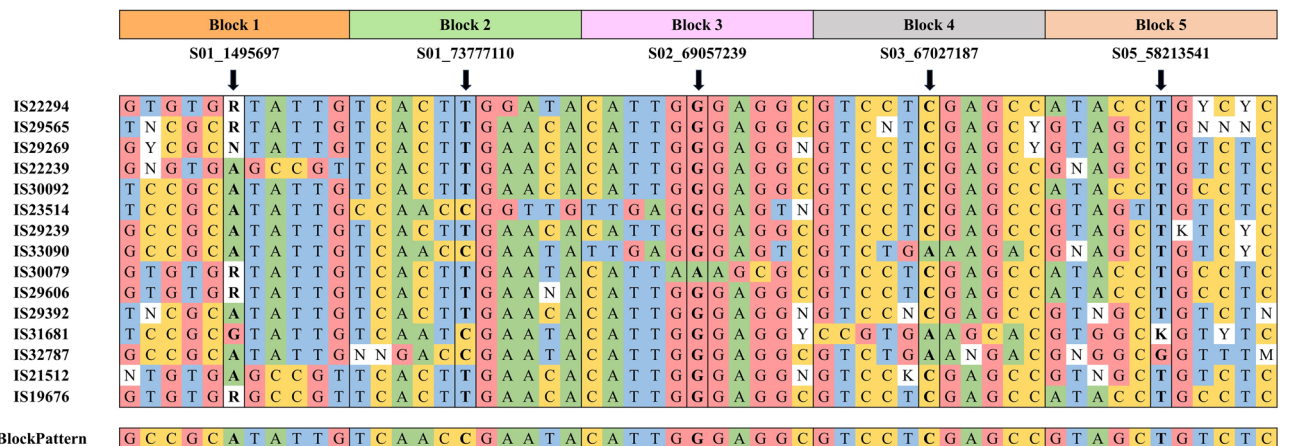 Block 1 Block 2 Block 3 Block 4 Block 5
S01_1495697 S01_73777110 S02_69057239 S03_67027187 S05_58213541
IS22294 G T G T G R T A T T G T C A C T T G G A T A C A T T G G G A G G C G T C C T C G A G C C A T A C C T G Y C Y C
IS29565 T N C G C R T A T T G T C A C T T G A A C A C A T T G G G A G G C G T C N T C G A G C Y G T A G C T G N N N C
IS29269 G Y C G C N T A T T G T C A C T T G A A C A C A T T G G G A G G N G T C C T C G A G C Y G T A G C T G T C T C
IS22239 G N G T G A G C C G T T C A C T T G A A C A C A T T G G G A G G C G T C C T C G A G C C G N A G C T G T C T C
IS30092 T C C G C A T A T T G T C A C T T G A A C A C A T T G G G A G G C G T C C T C G A G C C A T A C C T G C C T C
IS23514 T C C G C A T A T T G C C A A C C G G T T G T T G A G G G A G T N G T C C T C G A G C C G T A G T T G T C T C
IS29239 G C C G C A T A T T G T C A C T T G A A C A C A T T G G G A G G C G T C C T C G A G C C G T A G C T K T C Y C
IS33090 G C C G C A T A T T G T C A A C C G A A T A T T G A G G G A G T C G T C T G A A A G A C G N A G C T G T C Y C
IS30079 G T G T G R T A T T G T C A C T T G A A T A C A T T A A A G C G C G T C C T C G A G C C A T A C C T G C C T C
IS29606 G T G T G R T A T T G T C A C T T G A A N A C A T T G G G A G G C G T C C T C G A G C C A T A C C T G C C T C
IS29392 T N C G C A T A T T G T C A C T T G A A C A C A T T G G G A G G N G T C C N C G A G C C G T N G C T G T C T N
IS31681 T C C G C G T A T T G T C A A T C G A A T A C A T T G G G A G G Y C C G T G A A G C A C G T G G C K G T Y T C
IS32787 G C C G C A T A T T G N N G A C C G A A T A C A T T G G G A G G C G T C T G A A N G A C G N G G C G G T T T M
IS21512 N T G T G A G C C G T T C A C T T G A A C A C A T T G G G A G G N G T C C K C G A G C C G T N G C T G T C T C
IS19676 G T G T G R G C C G T T C A C T T G A A C A C A T T G G G A G G C G T C C T C G A G C C A T A C C T G C C T C
BlockPattern G C C G C A T A T T G T C A A C C G A A T A C A T T G G G A G G C G T C C T C G A G C C G T A G C T G T C T C